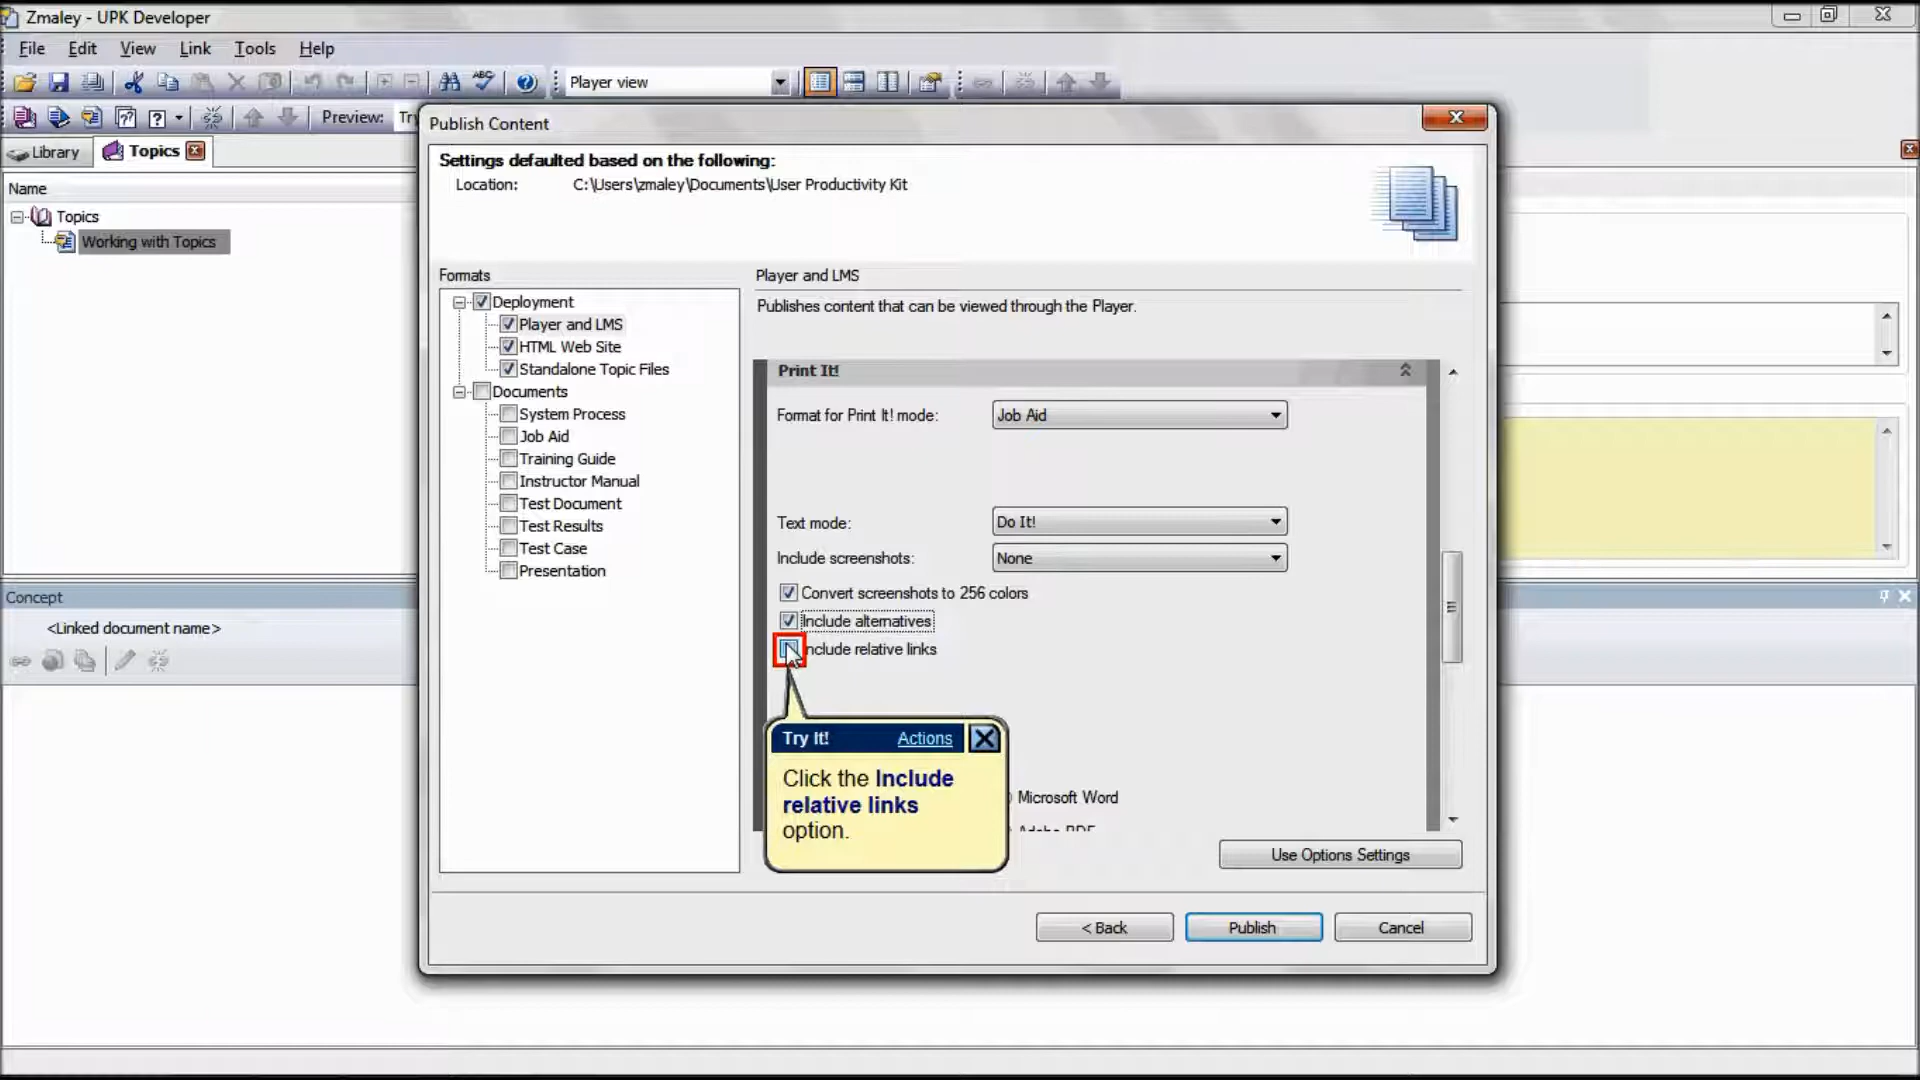 Zmaley - UPK Developer
File Edit View Link Tools Help
Player view
Preview: Try
Library Topics
Name
Topics
Working with Topics
Concept
<Linked document name>
Publish Content
Settings defaulted based on the following:
Location: C:\Users\zmaley\Documents\User Productivity Kit
Formats
Deployment
Player and LMS
HTML Web Site
Standalone Topic Files
Documents
System Process
Job Aid
Training Guide
Instructor Manual
Test Document
Test Results
Test Case
Presentation
Player and LMS
Publishes content that can be viewed through the Player.
Print It!
Format for Print It! mode: Job Aid
Text mode: Do It!
Include screenshots: None
Convert screenshots to 256 colors
Include alternatives
nclude relative links
Try It! Actions
Click the Include
relative links
option.
Microsoft Word
Adobe PDF
Use Options Settings
< Back Publish Cancel